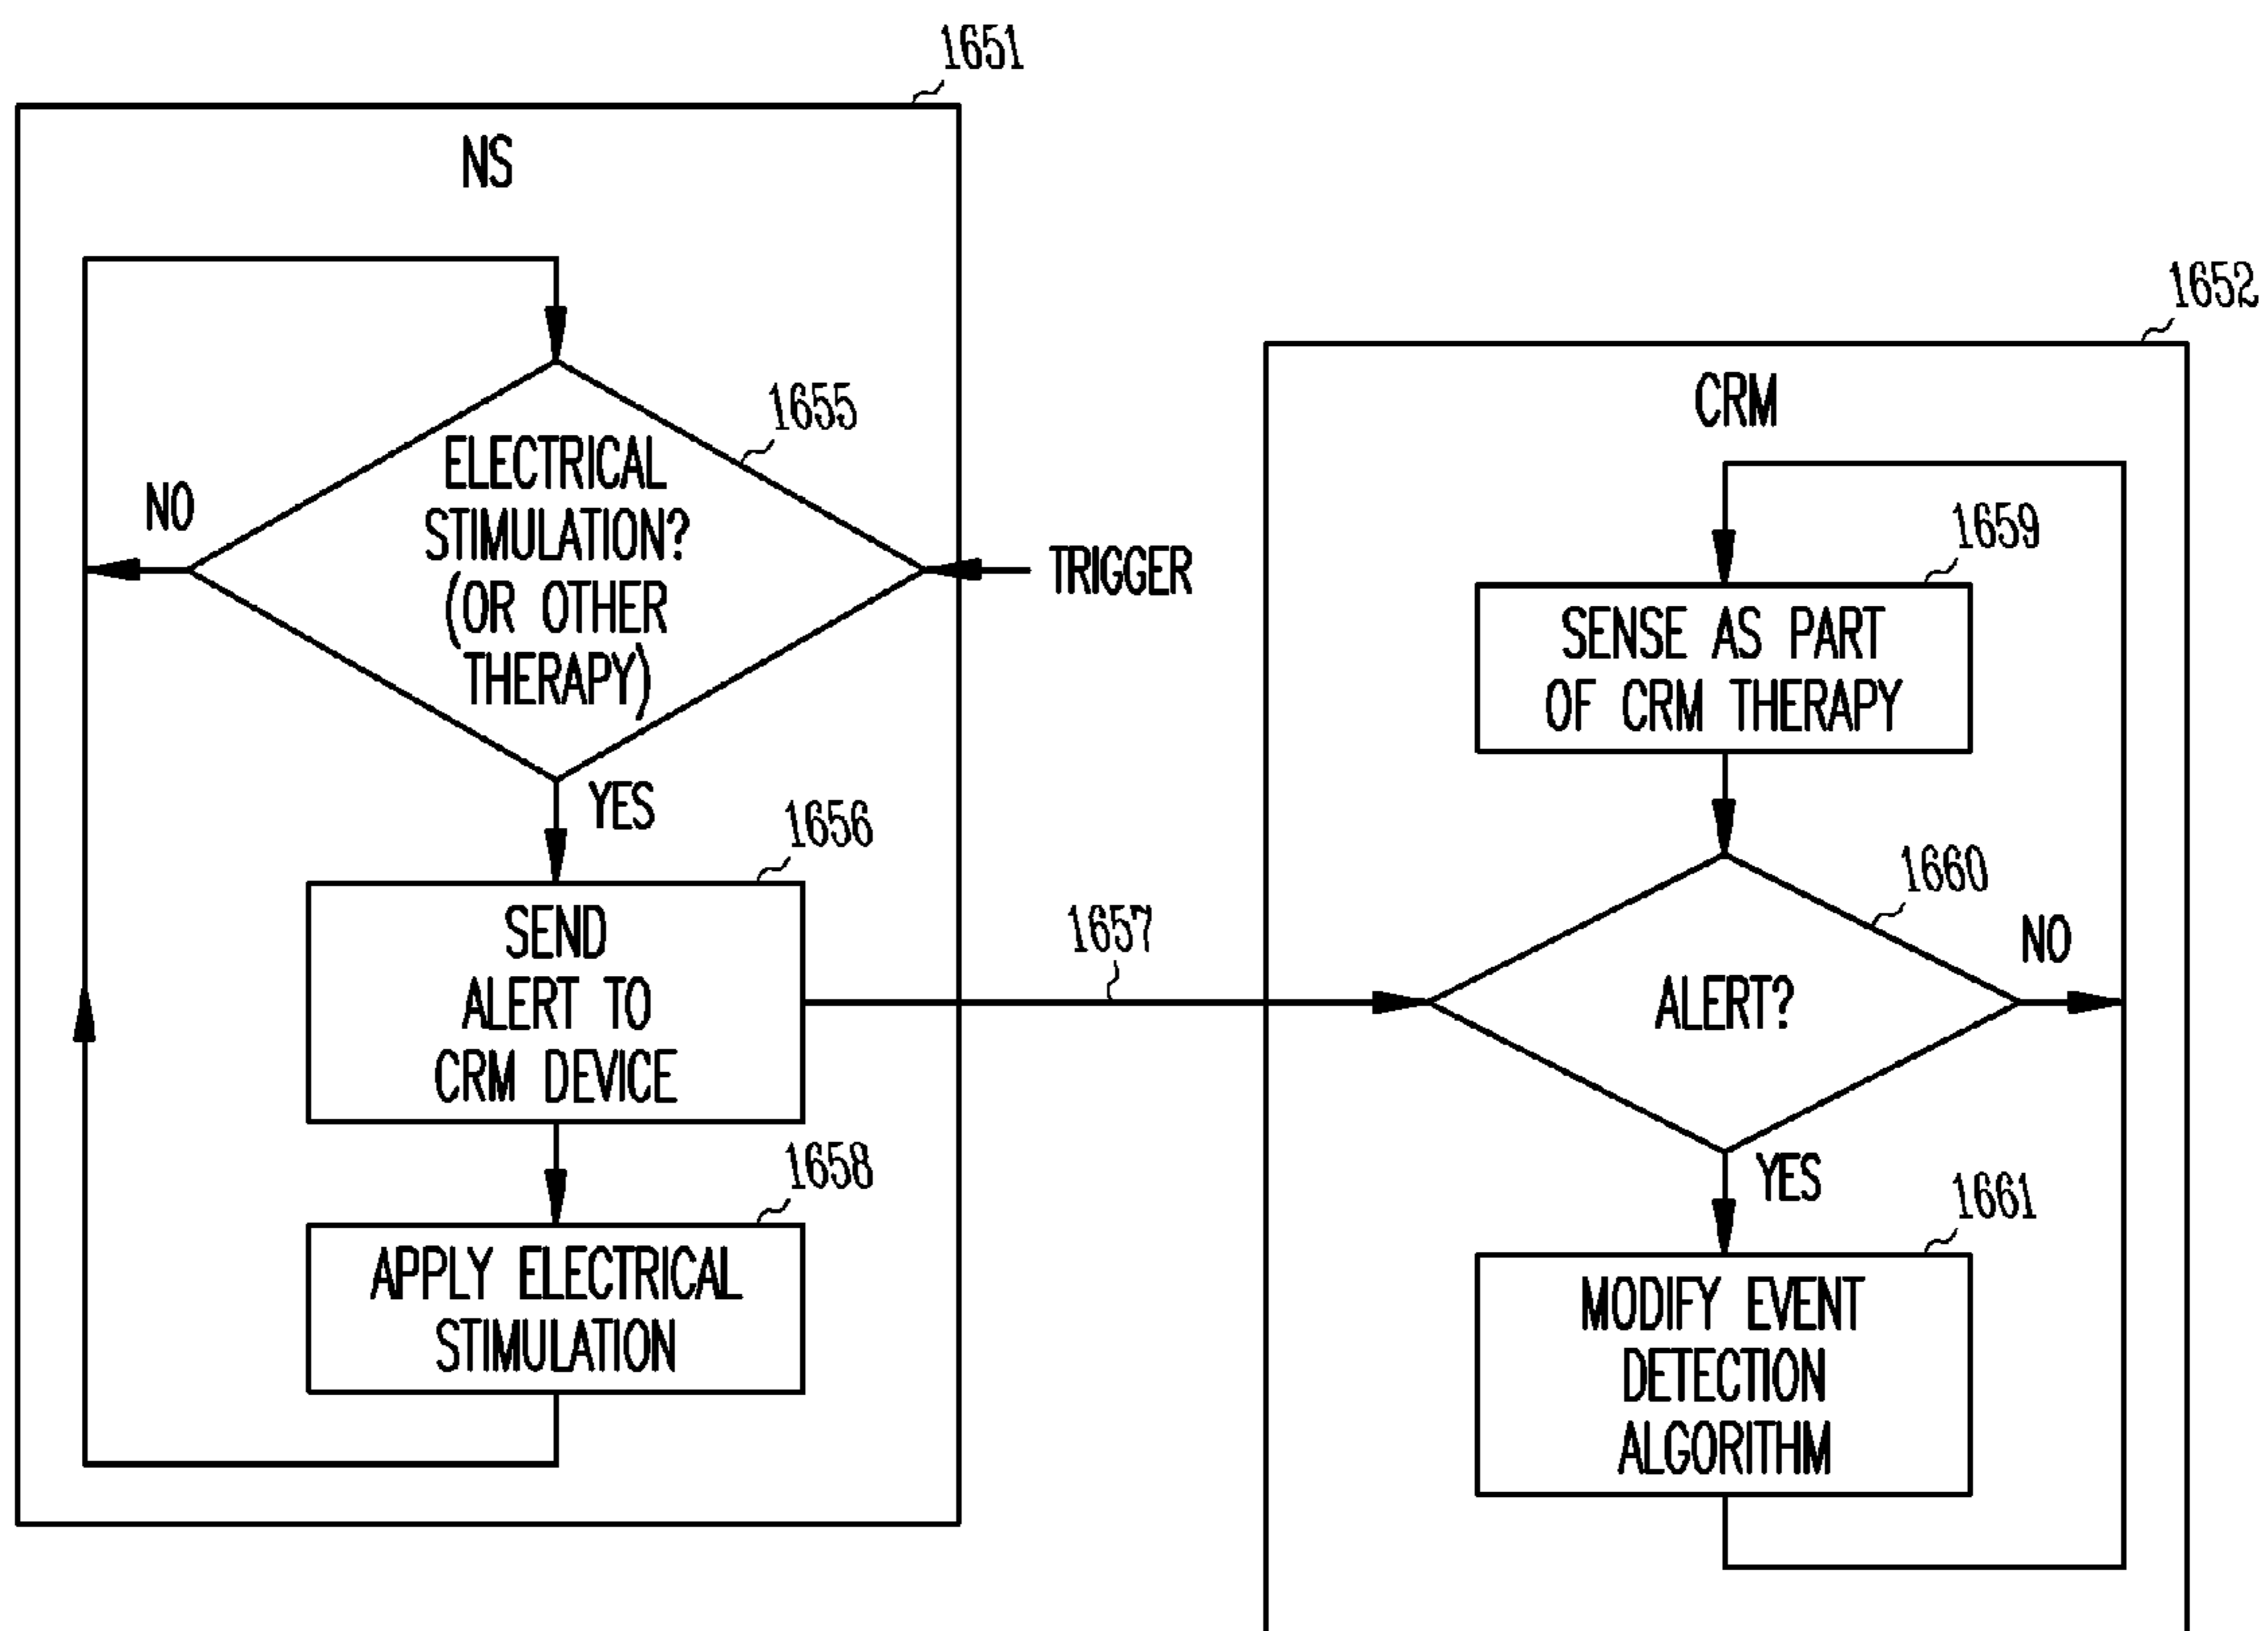 1651
NS
1655
ELECTRICAL
STIMULATION?
(OR OTHER
THERAPY)
NO
TRIGGER
YES
1656
SEND
ALERT TO
CRM DEVICE
1657
1658
APPLY ELECTRICAL
STIMULATION
1652
CRM
1659
SENSE AS PART
OF CRM THERAPY
1660
ALERT?
NO
YES
1661
MODIFY EVENT
DETECTION
ALGORITHM